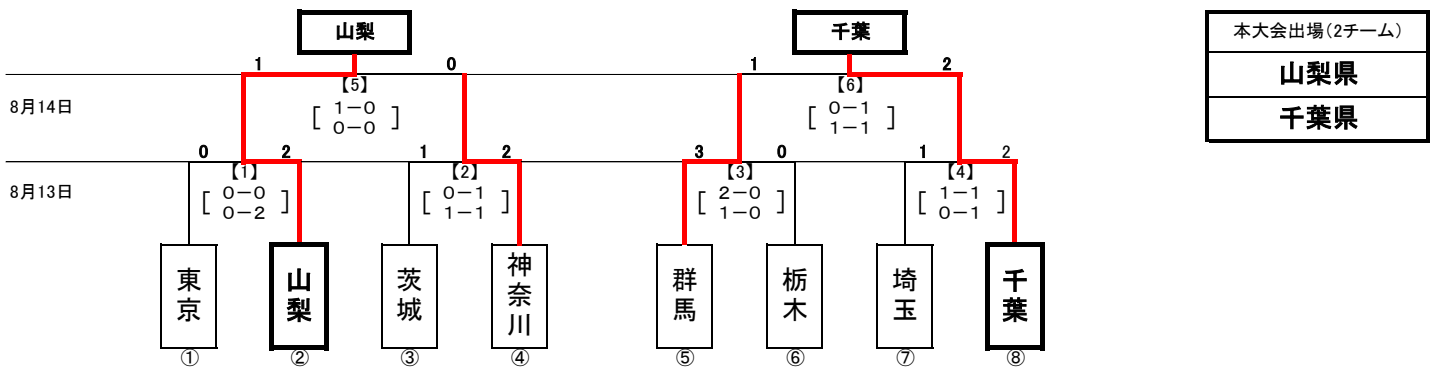 山梨
千葉
本大会出場(2チーム)
山梨県
千葉県
1 0 1 2
【5】 【6】
8月14日
[ 1-0 ] [ 0-1 ]
0-0 1-1
0 2 1 2 3 0 1 2
【1】 【2】 【3】 【4】
8月13日
[ 0-0 ] [ 0-1 ] [ 2-0 ] [ 1-1 ]
0-2 1-1 1-0 0-1
東京 山梨 茨城 神奈川 群馬 栃木 埼玉 千葉
① ② ③ ④ ⑤ ⑥ ⑦ ⑧